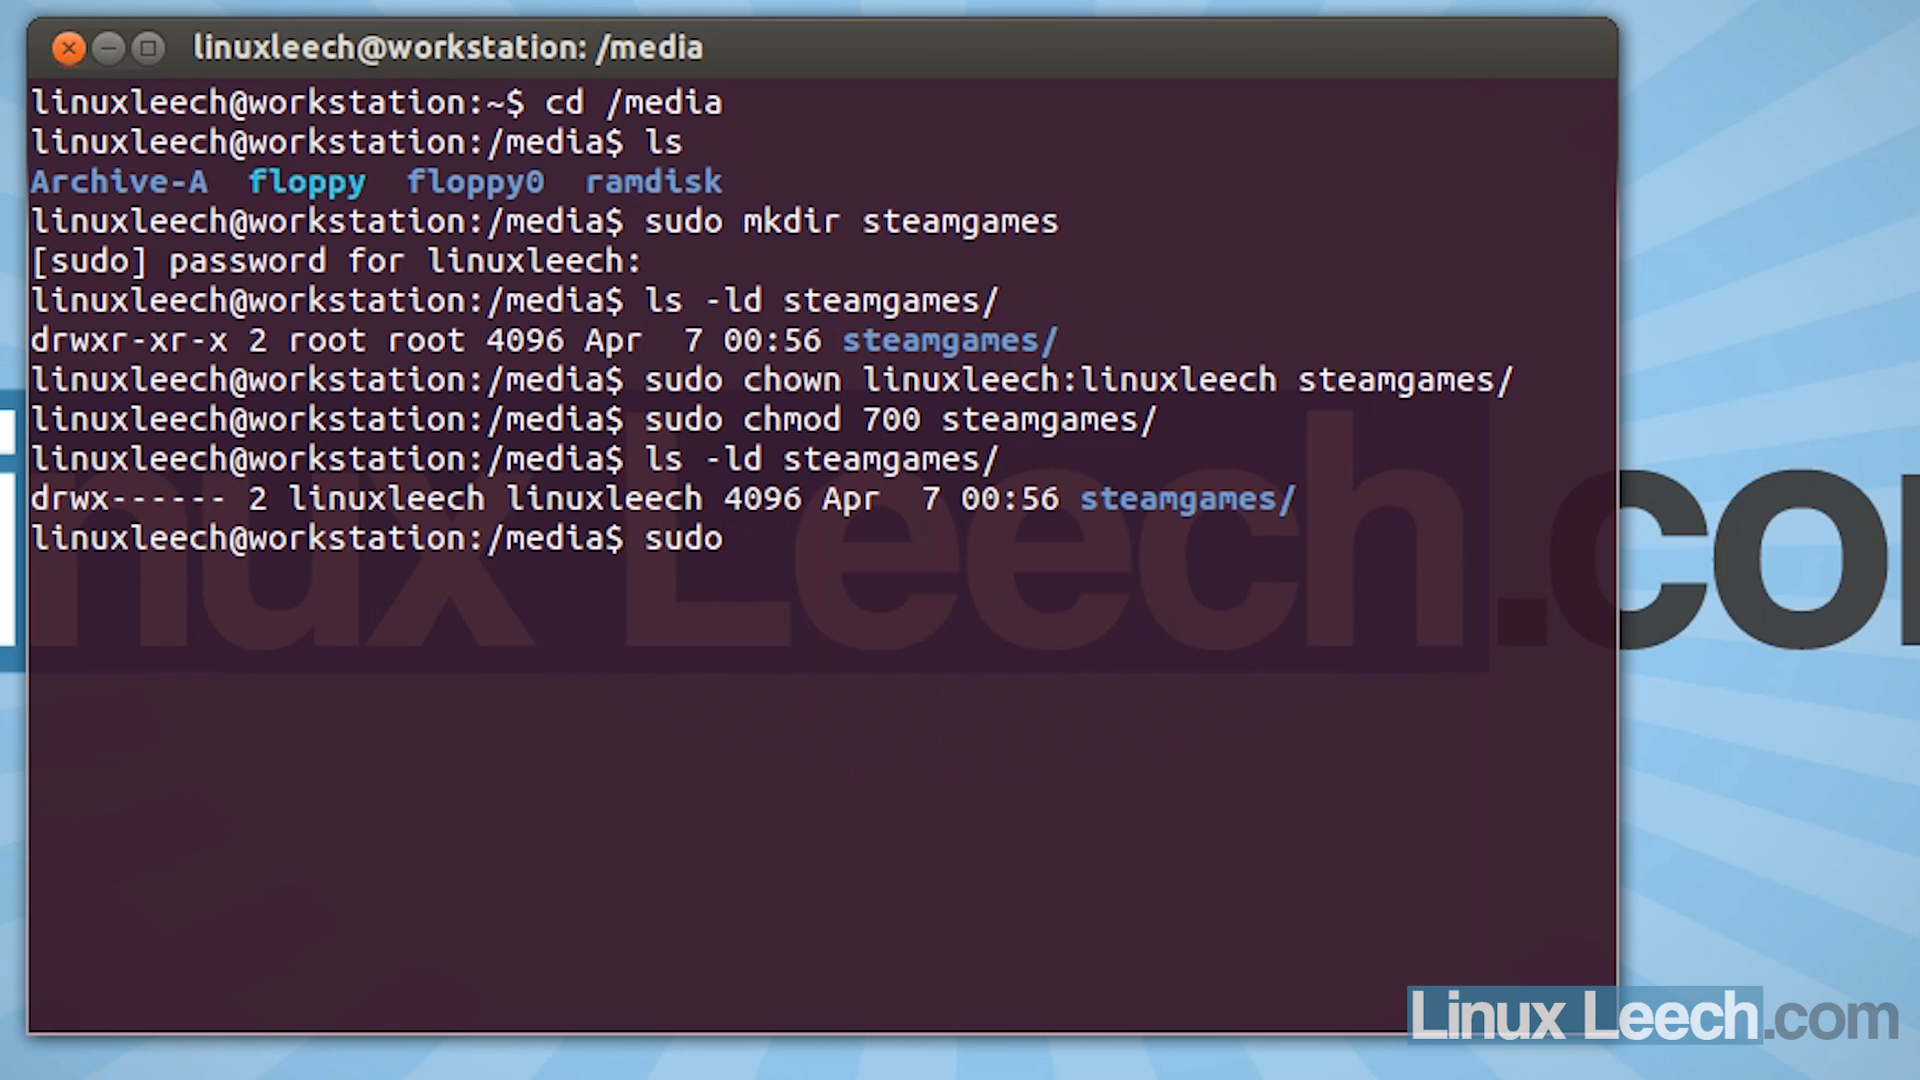 linuxleech@workstation: /media
linuxleech@workstation:~$ cd /media
linuxleech@workstation:/media$ ls
Archive-A  floppy  floppy0  ramdisk
linuxleech@workstation:/media$ sudo mkdir steamgames
[sudo] password for linuxleech:
linuxleech@workstation:/media$ ls -ld steamgames/
drwxr-xr-x 2 root root 4096 Apr  7 00:56 steamgames/
linuxleech@workstation:/media$ sudo chown linuxleech:linuxleech steamgames/
linuxleech@workstation:/media$ sudo chmod 700 steamgames/
linuxleech@workstation:/media$ ls -ld steamgames/
drwx------ 2 linuxleech linuxleech 4096 Apr  7 00:56 steamgames/
linuxleech@workstation:/media$ sudo
inux Leech.co
Linux Leech.com